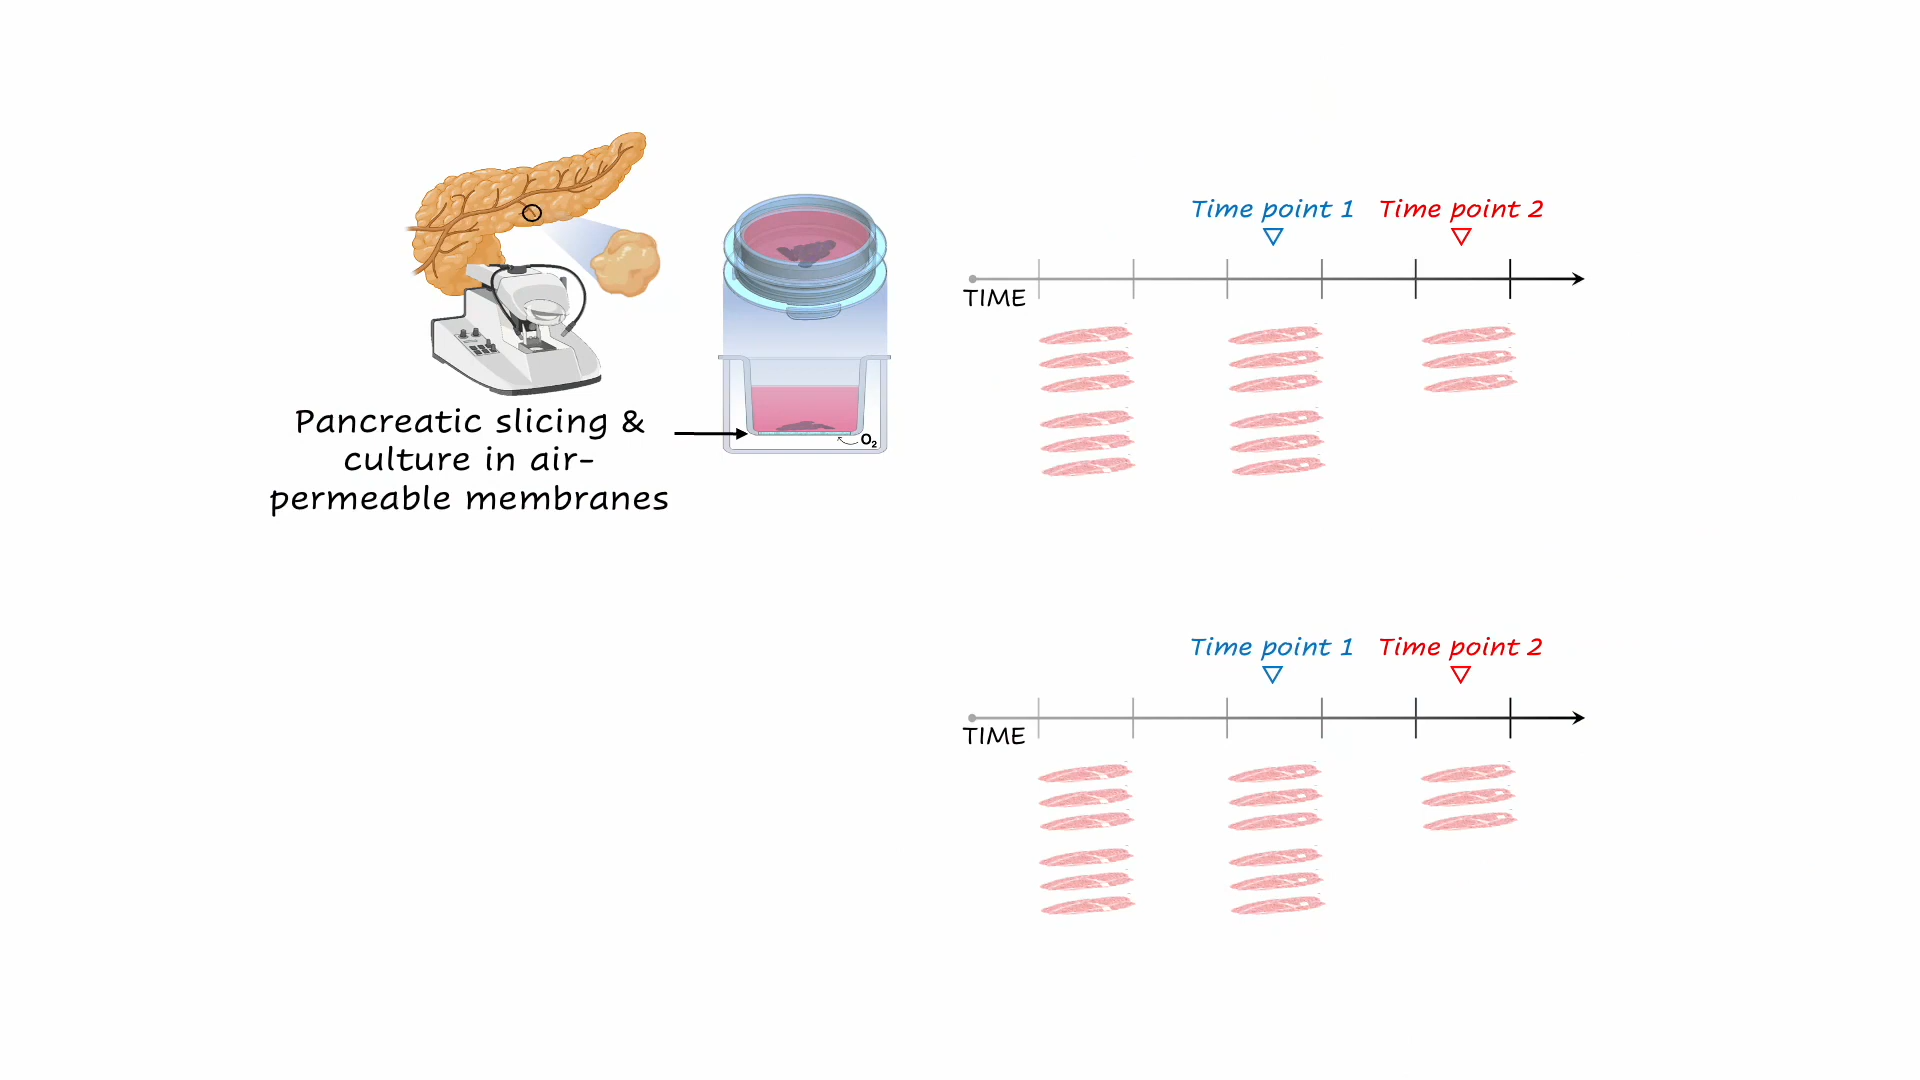 Time point 1 Time point 2
TIME
Pancreatic slicing &
culture in air-
permeable membranes
O₂
Time point 1 Time point 2
TIME